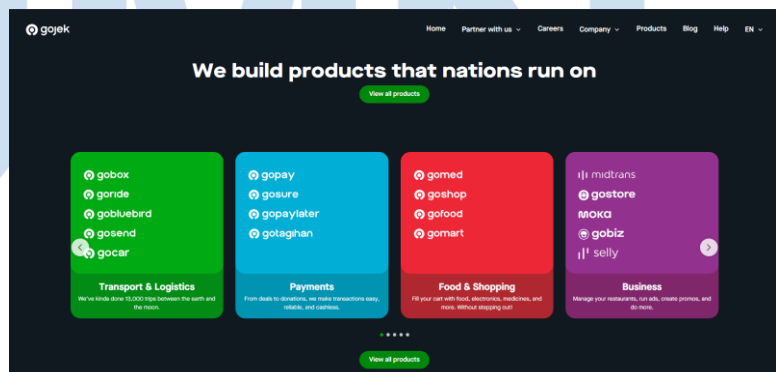 gojek
Home Partner with us Careers Company Products Blog Help EN
We build products that nations run on
View all products
gobox
goride
gobluebird
gosend
gocar
Transport & Logistics
We've kinda done 13,000 trips between the earth and
the moon.
gopay
gosure
gopaylater
gotagihan
Payments
From deals to donations, we make transactions easy,
reliable, and cashless.
gomed
goshop
gofood
gomart
Food & Shopping
Fill your cart with food, electronics, medicines, and
more. Without stepping out!
midtrans
gostore
MOKA
gobiz
selly
Business
Manage your restaurants, run ads, create promos, and
do more.
View all products